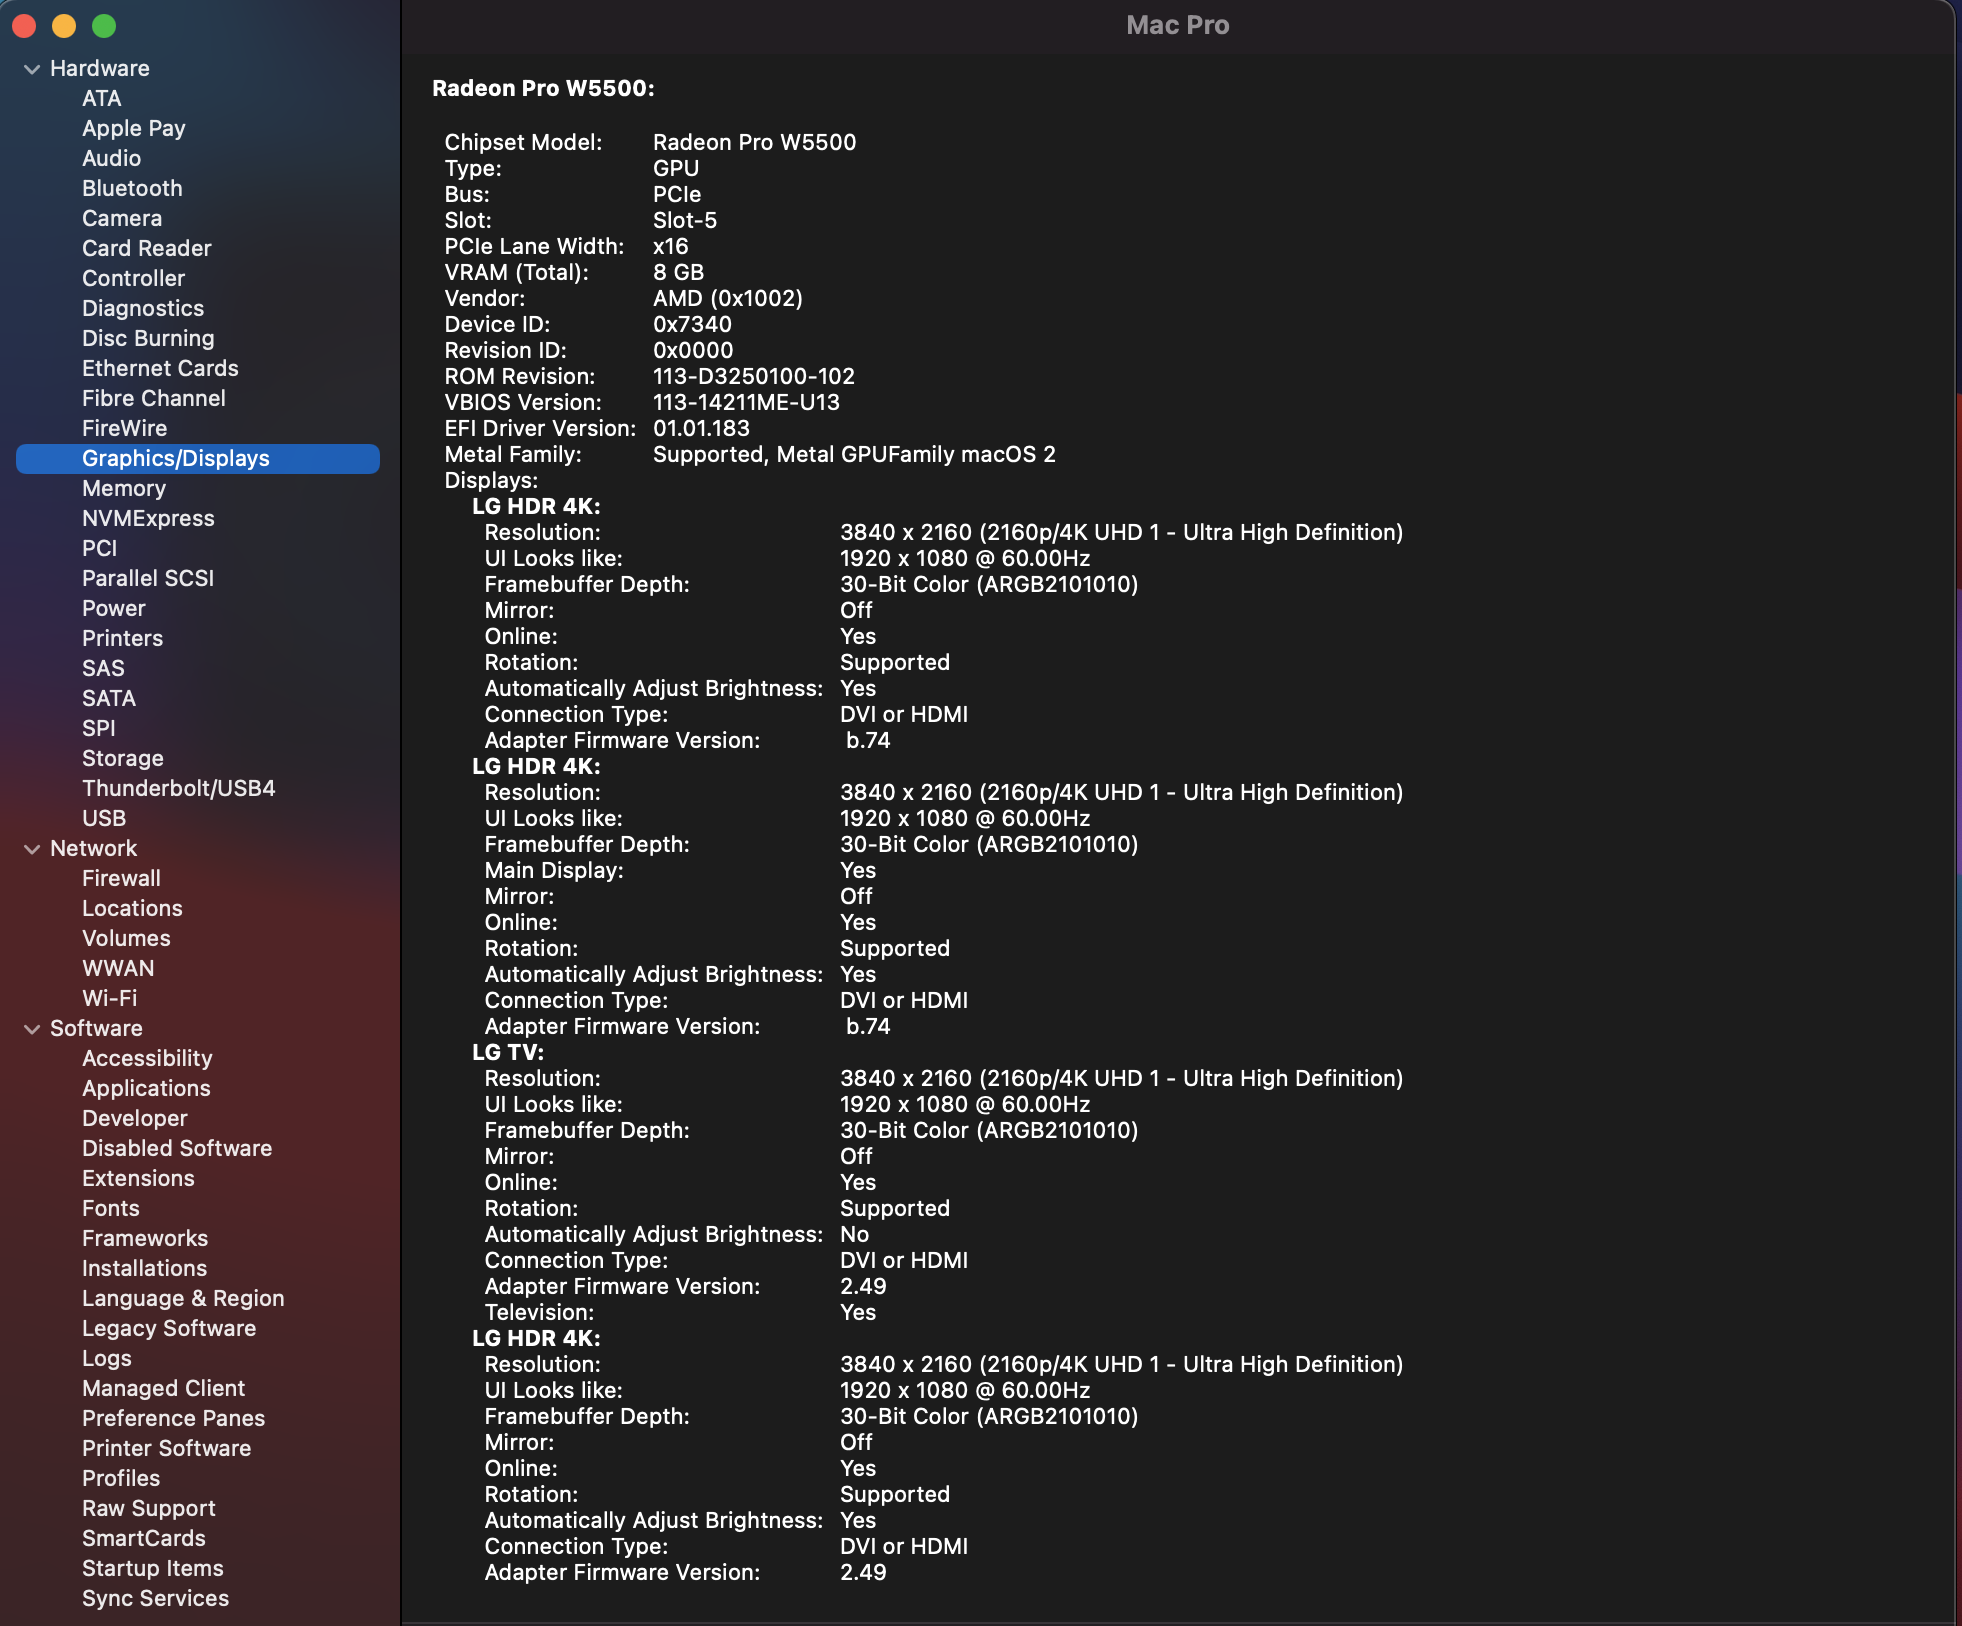 Mac Pro
Hardware
ATA
Apple Pay
Audio
Bluetooth
Camera
Card Reader
Controller
Diagnostics
Disc Burning
Ethernet Cards
Fibre Channel
FireWire
Graphics/Displays
Memory
NVMExpress
PCI
Parallel SCSI
Power
Printers
SAS
SATA
SPI
Storage
Thunderbolt/USB4
USB
Network
Firewall
Locations
Volumes
WWAN
Wi-Fi
Software
Accessibility
Applications
Developer
Disabled Software
Extensions
Fonts
Frameworks
Installations
Language & Region
Legacy Software
Logs
Managed Client
Preference Panes
Printer Software
Profiles
Raw Support
SmartCards
Startup Items
Sync Services
Radeon Pro W5500:
Chipset Model: Radeon Pro W5500
Type: GPU
Bus: PCIe
Slot: Slot-5
PCIe Lane Width: x16
VRAM (Total): 8 GB
Vendor: AMD (0x1002)
Device ID: 0x7340
Revision ID: 0x0000
ROM Revision: 113-D3250100-102
VBIOS Version: 113-14211ME-U13
EFI Driver Version: 01.01.183
Metal Family: Supported, Metal GPUFamily macOS 2
Displays:
LG HDR 4K:
Resolution: 3840 x 2160 (2160p/4K UHD 1 - Ultra High Definition)
UI Looks like: 1920 x 1080 @ 60.00Hz
Framebuffer Depth: 30-Bit Color (ARGB2101010)
Mirror: Off
Online: Yes
Rotation: Supported
Automatically Adjust Brightness: Yes
Connection Type: DVI or HDMI
Adapter Firmware Version: b.74
LG HDR 4K:
Resolution: 3840 x 2160 (2160p/4K UHD 1 - Ultra High Definition)
UI Looks like: 1920 x 1080 @ 60.00Hz
Framebuffer Depth: 30-Bit Color (ARGB2101010)
Main Display: Yes
Mirror: Off
Online: Yes
Rotation: Supported
Automatically Adjust Brightness: Yes
Connection Type: DVI or HDMI
Adapter Firmware Version: b.74
LG TV:
Resolution: 3840 x 2160 (2160p/4K UHD 1 - Ultra High Definition)
UI Looks like: 1920 x 1080 @ 60.00Hz
Framebuffer Depth: 30-Bit Color (ARGB2101010)
Mirror: Off
Online: Yes
Rotation: Supported
Automatically Adjust Brightness: No
Connection Type: DVI or HDMI
Adapter Firmware Version: 2.49
Television: Yes
LG HDR 4K:
Resolution: 3840 x 2160 (2160p/4K UHD 1 - Ultra High Definition)
UI Looks like: 1920 x 1080 @ 60.00Hz
Framebuffer Depth: 30-Bit Color (ARGB2101010)
Mirror: Off
Online: Yes
Rotation: Supported
Automatically Adjust Brightness: Yes
Connection Type: DVI or HDMI
Adapter Firmware Version: 2.49